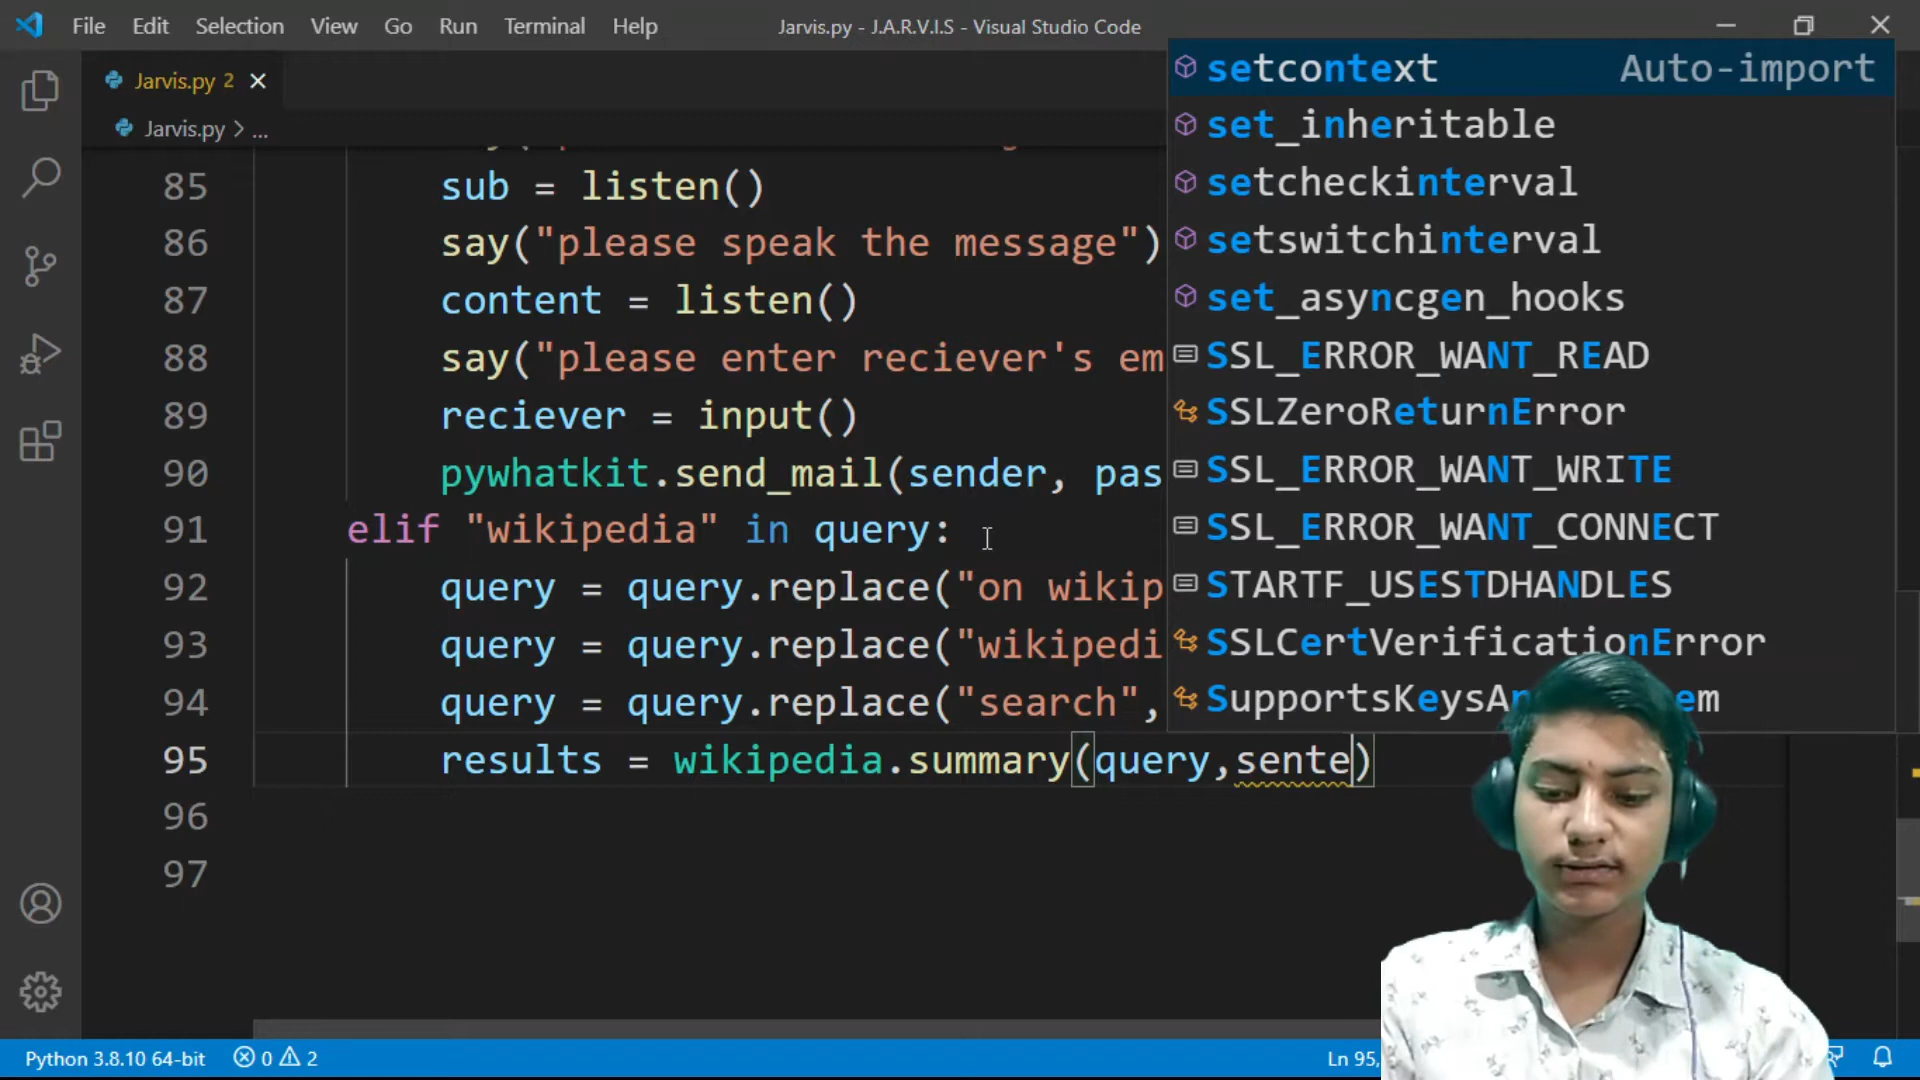 File Edit Selection View Go Run Terminal Help Jarvis.py - J.A.R.V.I.S - Visual Studio Code
Jarvis.py 2
Jarvis.py > ...
85 sub = listen()
86 say("please speak the message")
87 content = listen()
88 say("please enter reciever's em
89 reciever = input()
90 pywhatkit.send_mail(sender, pas
91 elif "wikipedia" in query:
92 query = query.replace("on wikip
93 query = query.replace("wikipedi
94 query = query.replace("search",
95 results = wikipedia.summary(query,sente)
96
97
setcontext Auto-import
set_inheritable
setcheckinterval
setswitchinterval
set_asyncgen_hooks
SSL_ERROR_WANT_READ
SSLZeroReturnError
SSL_ERROR_WANT_WRITE
SSL_ERROR_WANT_CONNECT
STARTF_USESTDHANDLES
SSLCertVerificationError
Python 3.8.10 64-bit 0 2 Ln 95,